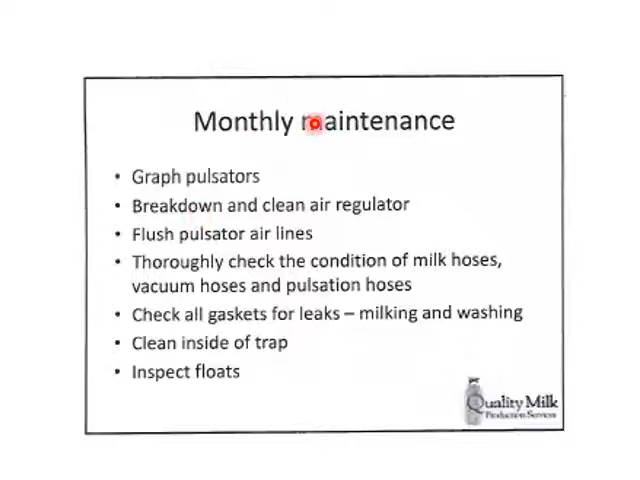 Monthly maintenance
• Graph pulsators
• Breakdown and clean air regulator
• Flush pulsator air lines
• Thoroughly check the condition of milk hoses,
vacuum hoses and pulsation hoses
• Check all gaskets for leaks – milking and washing
• Clean inside of trap
• Inspect floats
Quality Milk
Production Services